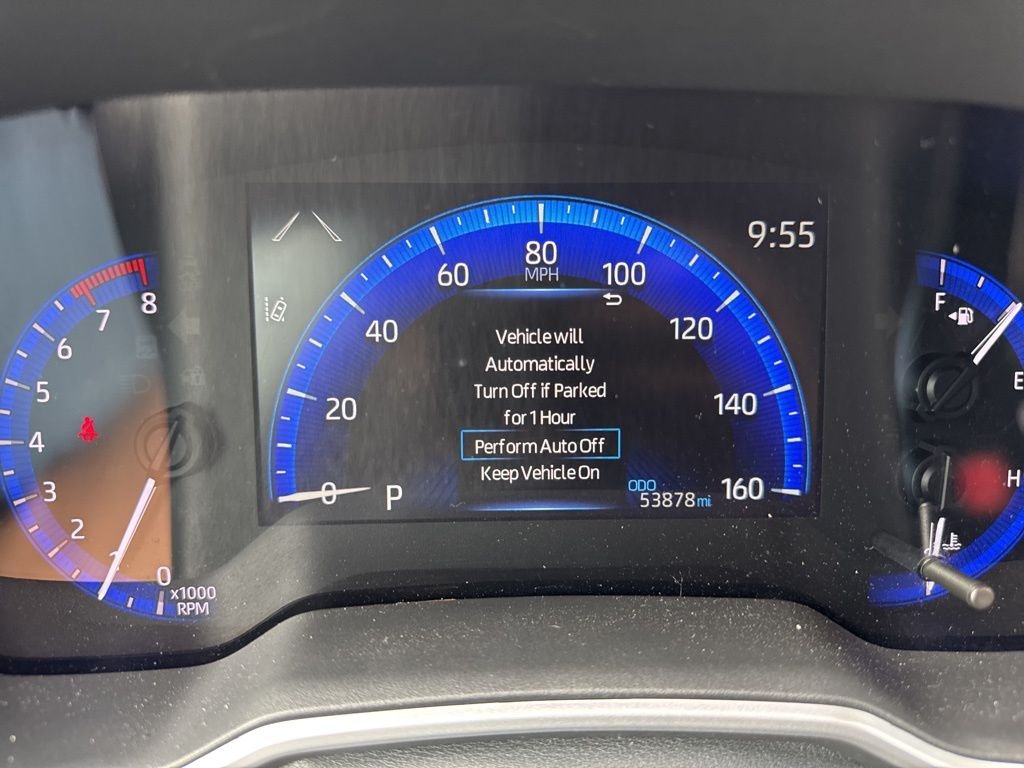 9:55
80
MPH
60
100
40
120
20
140
0
160
Vehicle will
Automatically
Turn Off if Parked
for 1 Hour
Perform Auto Off
Keep Vehicle On
P
ODO
53878 mi
8
7
6
5
4
3
2
1
0
x1000
RPM
F
E
H